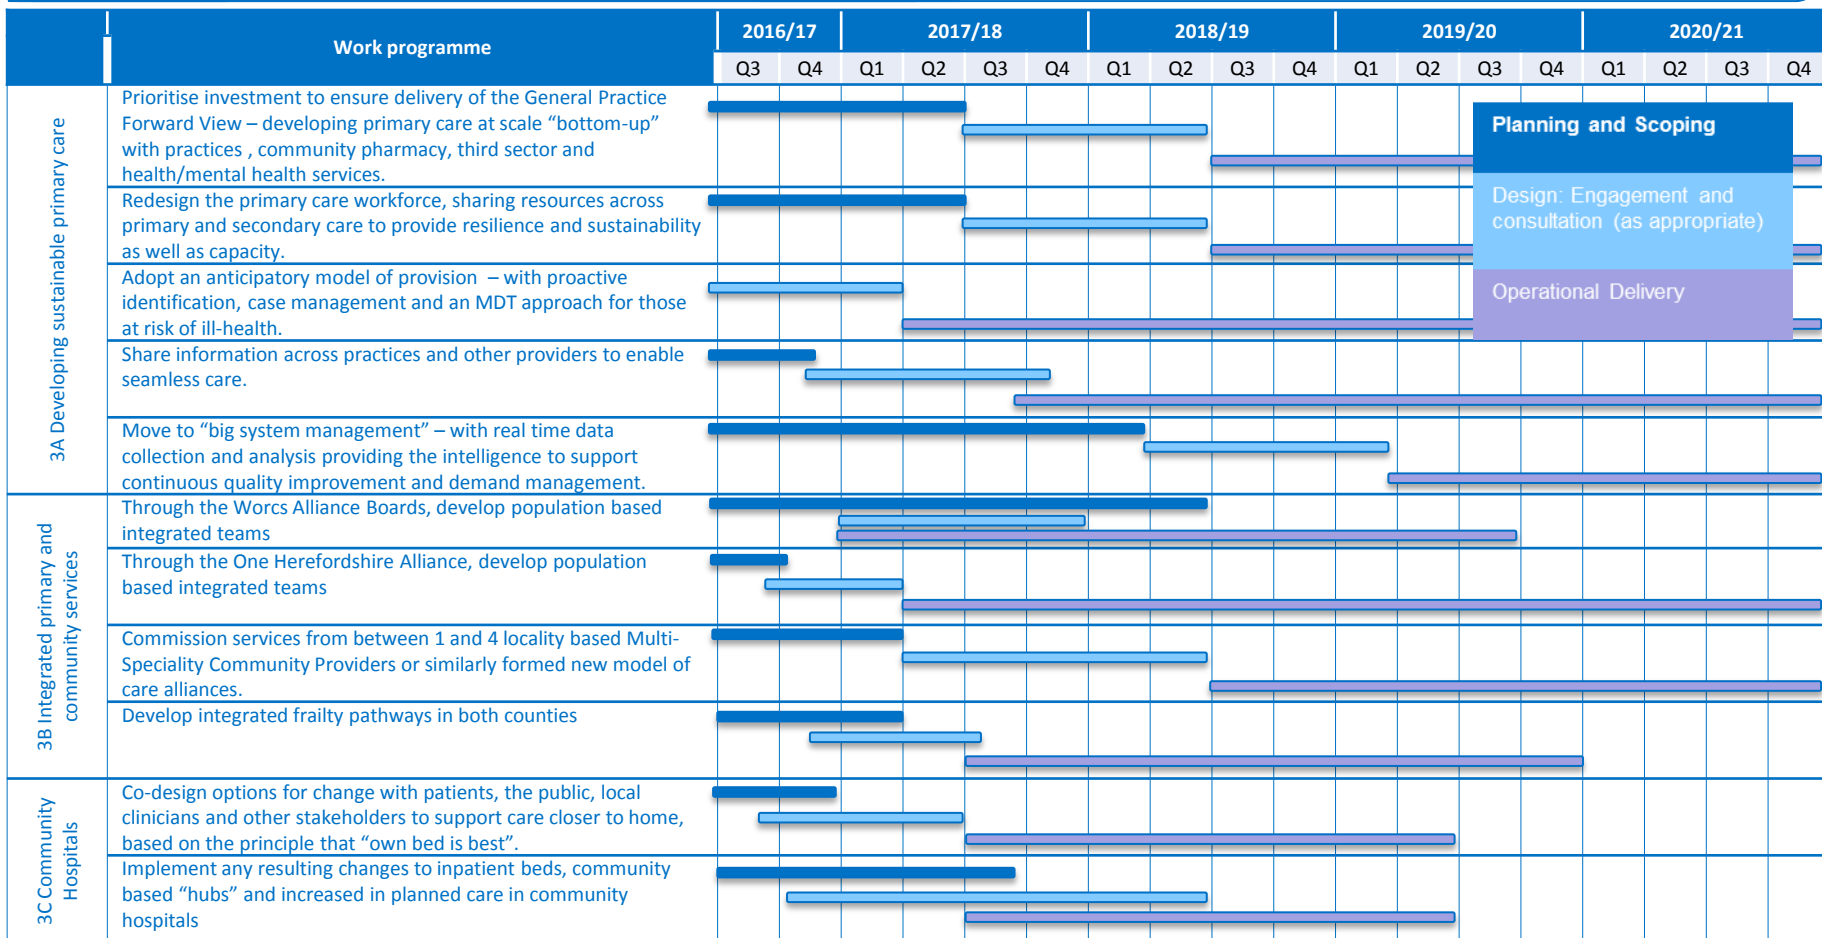 Work programme
2016/17 2017/18 2018/19 2019/20 2020/21
Q3 Q4 Q1 Q2 Q3 Q4 Q1 Q2 Q3 Q4 Q1 Q2 Q3 Q4 Q1 Q2 Q3 Q4
3A Developing sustainable primary care
Prioritise investment to ensure delivery of the General Practice
Forward View – developing primary care at scale “bottom-up”
with practices , community pharmacy, third sector and
health/mental health services.
Redesign the primary care workforce, sharing resources across
primary and secondary care to provide resilience and sustainability
as well as capacity.
Adopt an anticipatory model of provision – with proactive
identification, case management and an MDT approach for those
at risk of ill-health.
Share information across practices and other providers to enable
seamless care.
Move to “big system management” – with real time data
collection and analysis providing the intelligence to support
continuous quality improvement and demand management.
Planning and Scoping
Design: Engagement and
consultation (as appropriate)
Operational Delivery
3B Integrated primary and
community services
Through the Worcs Alliance Boards, develop population based
integrated teams
Through the One Herefordshire Alliance, develop population
based integrated teams
Commission services from between 1 and 4 locality based Multi-
Speciality Community Providers or similarly formed new model of
care alliances.
Develop integrated frailty pathways in both counties
3C Community
Hospitals
Co-design options for change with patients, the public, local
clinicians and other stakeholders to support care closer to home,
based on the principle that “own bed is best”.
Implement any resulting changes to inpatient beds, community
based “hubs” and increased in planned care in community
hospitals